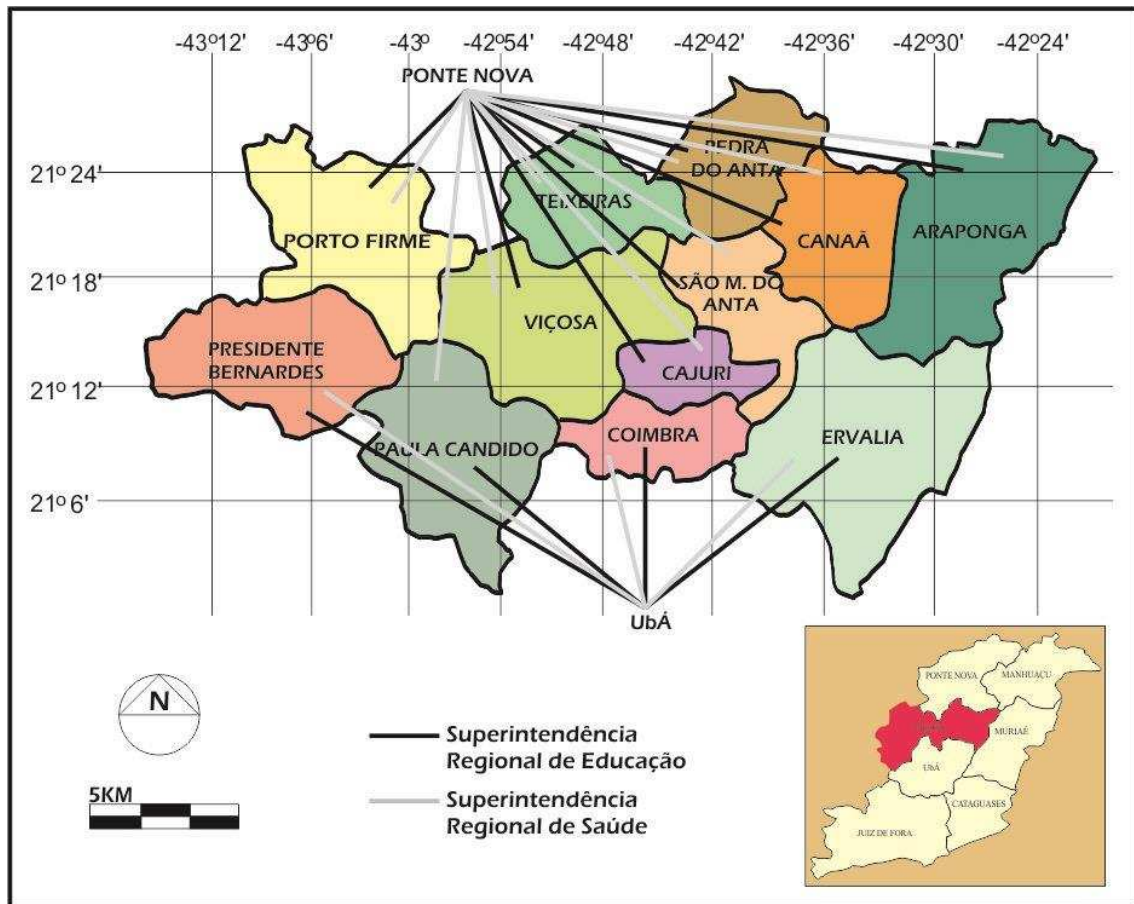 -43º12' -43º6' -43º -42º54' -42º48' -42º42' -42º36' -42º30' -42º24'
PONTE NOVA
21º 24'
21º 18'
21º 12'
21º 6'
PEDRA
DO ANTA
TEIXEIRAS
PORTO FIRME
CANAÃ
ARAPONGA
SÃO M. DO
ANTA
VIÇOSA
PRESIDENTE
BERNARDES
CAJURI
COIMBRA
ERVALIA
PAULA CANDIDO
UbÁ
N
5KM
Superintendência
Regional de Educação
Superintendência
Regional de Saúde
PONTE NOVA
MANHUAÇU
MURIAÉ
UbÁ
CATAGUASES
JUIZ DE FORA